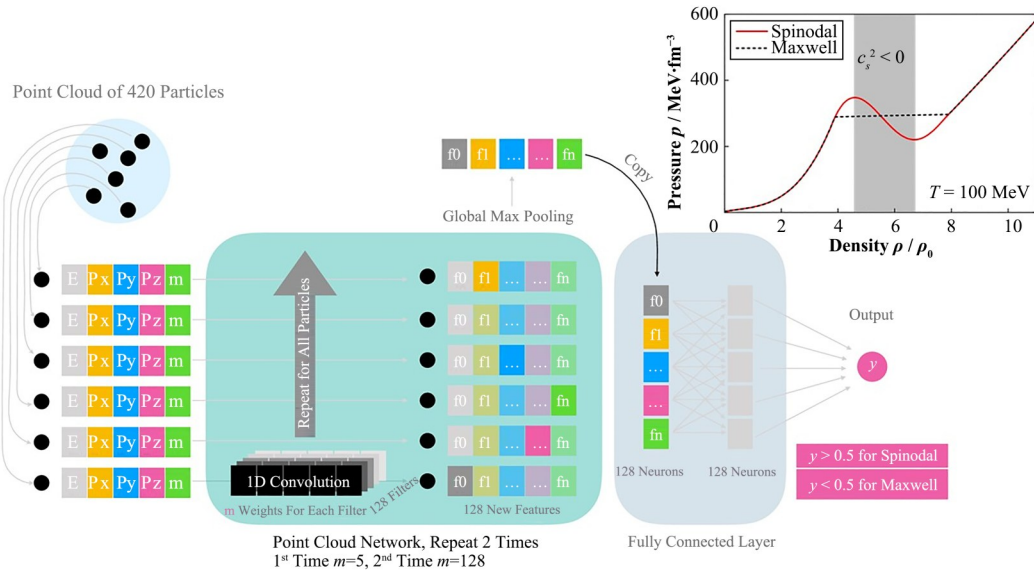 Point Cloud of 420 Particles
E Px Py Pz m
E Px Py Pz m
E Px Py Pz m
E Px Py Pz m
E Px Py Pz m
E Px Py Pz m
Repeat for All Particles
1D Convolution
m Weights For Each Filter
128 Filters
f0 f1 ... ... fn
f0 f1 ... ... fn
f0 f1 ... ... fn
f0 f1 ... ... fn
f0 f1 ... ... fn
f0 f1 ... ... fn
128 New Features
Point Cloud Network, Repeat 2 Times
1st Time m=5, 2nd Time m=128
f0 f1 ... ... fn
Global Max Pooling
Copy
f0
f1
...
...
fn
128 Neurons
128 Neurons
Fully Connected Layer
Output
y
y > 0.5 for Spinodal
y < 0.5 for Maxwell
Spinodal
Maxwell
c_s^2 < 0
T = 100 MeV
Pressure p / MeV·fm⁻³
600
400
200
0 2 4 6 8 10
Density ρ / ρ₀